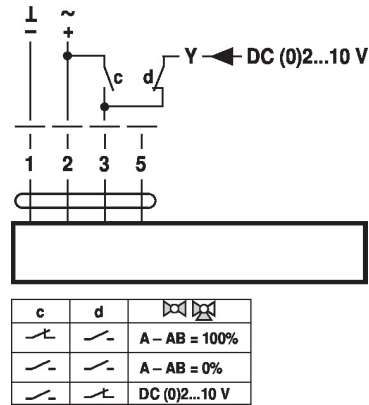 ⊥ ~
– +
c d Y DC (0)2...10 V
1 2 3 5
c d
A – AB = 100%
A – AB = 0%
DC (0)2...10 V